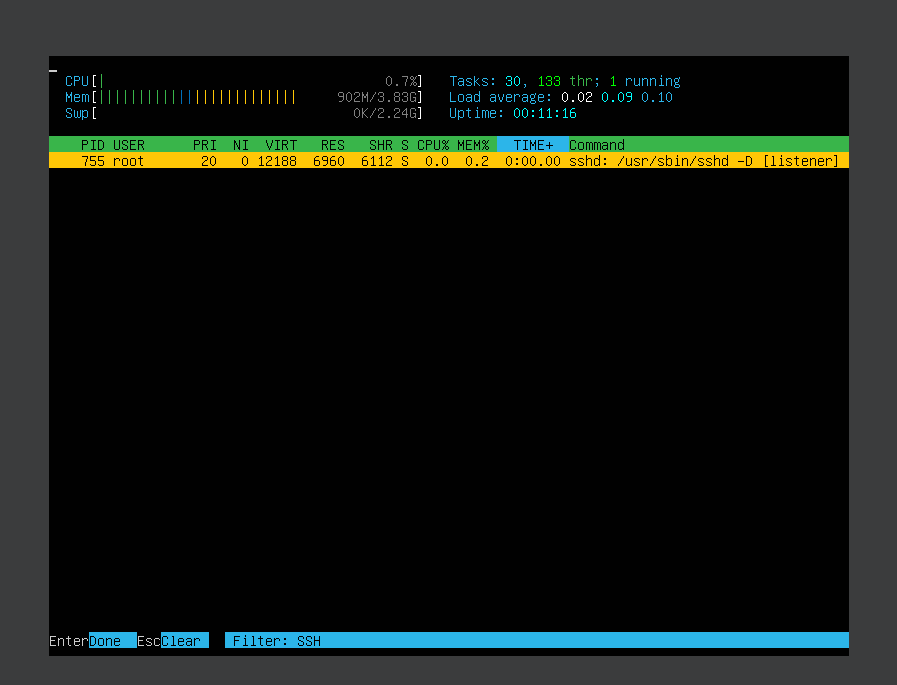 CPU[| 0.7%]
Mem[||||||||||||||||||||||||| 902M/3.83G]
Swp[ 0K/2.24G]
Tasks: 30, 133 thr; 1 running
Load average: 0.02 0.09 0.10
Uptime: 00:11:16
PID USER PRI NI VIRT RES SHR S CPU% MEM% TIME+ Command
755 root 20 0 12188 6960 6112 S 0.0 0.2 0:00.00 sshd: /usr/sbin/sshd -D [listener]
EnterDone EscClear Filter: SSH